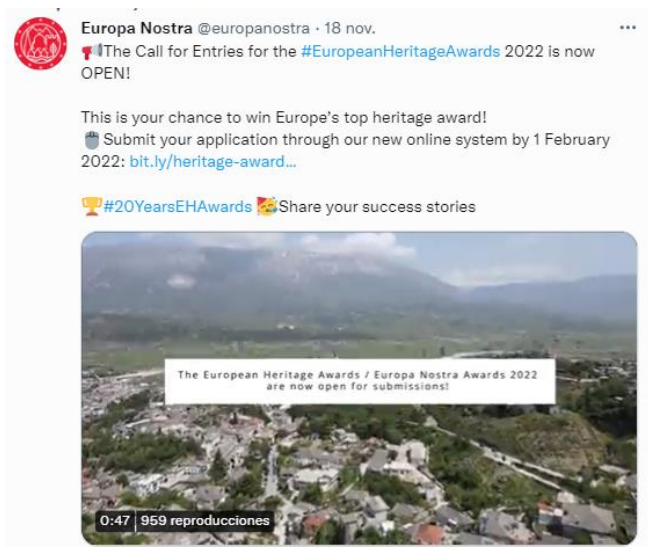 Europa Nostra @europanostra · 18 nov.
The Call for Entries for the #EuropeanHeritageAwards 2022 is now
OPEN!
This is your chance to win Europe's top heritage award!
Submit your application through our new online system by 1 February
2022: bit.ly/heritage-award...
#20YearsEHAwards Share your success stories
The European Heritage Awards / Europa Nostra Awards 2022
are now open for submissions!
0:47 959 reproducciones